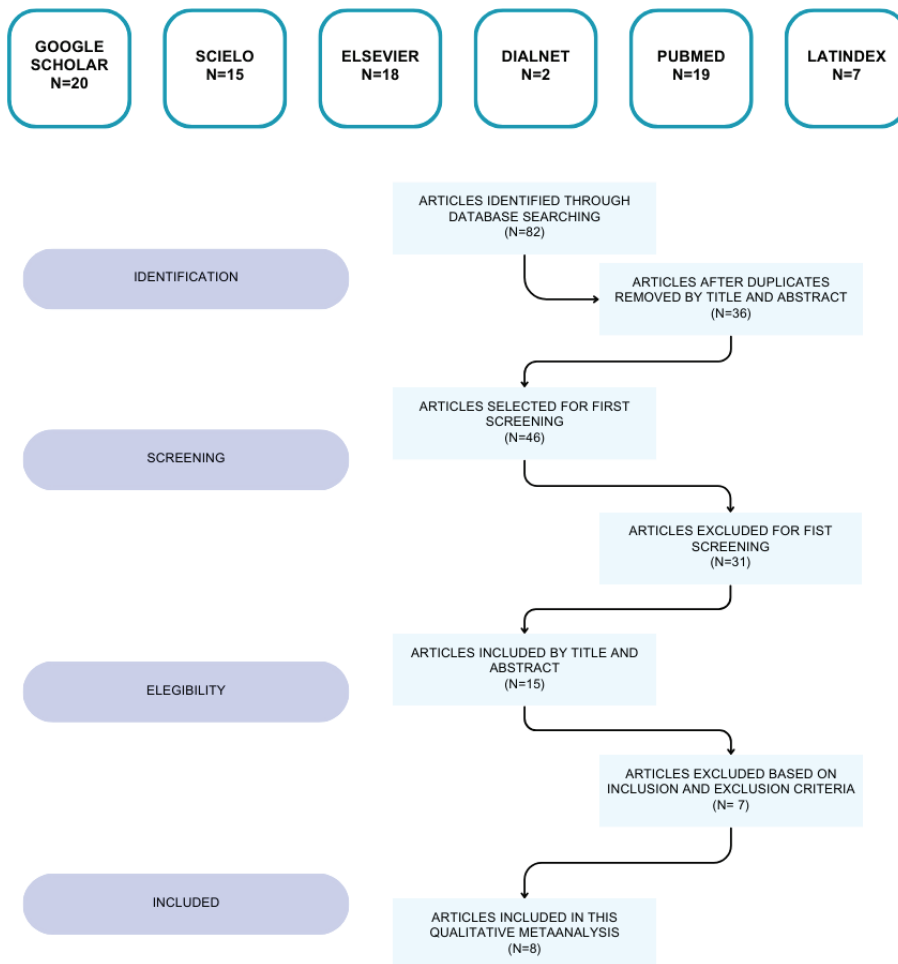 GOOGLE
SCHOLAR
N=20
SCIELO
N=15
ELSEVIER
N=18
DIALNET
N=2
PUBMED
N=19
LATINDEX
N=7
ARTICLES IDENTIFIED THROUGH
DATABASE SEARCHING
(N=82)
IDENTIFICATION
ARTICLES AFTER DUPLICATES
REMOVED BY TITLE AND ABSTRACT
(N=36)
ARTICLES SELECTED FOR FIRST
SCREENING
(N=46)
SCREENING
ARTICLES EXCLUDED FOR FIST
SCREENING
(N=31)
ARTICLES INCLUDED BY TITLE AND
ABSTRACT
(N=15)
ELEGIBILITY
ARTICLES EXCLUDED BASED ON
INCLUSION AND EXCLUSION CRITERIA
(N= 7)
INCLUDED
ARTICLES INCLUDED IN THIS
QUALITATIVE METAANALYSIS
(N=8)